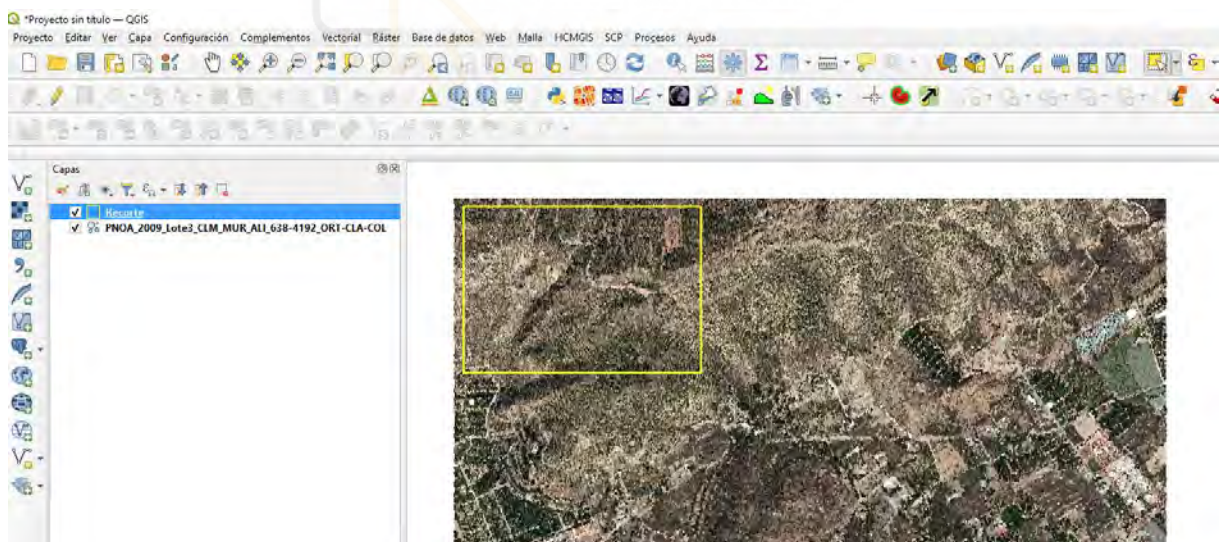 *Proyecto sin título — QGIS
Proyecto Editar Ver Capa Configuración Complementos Vectorial Ráster Base de datos Web Malla HCMGIS SCP Procesos Ayuda
Capas
Recorte
PNOA_2009_Lote3_CLM_MUR_ALI_638-4192_ORT-CLA-COL